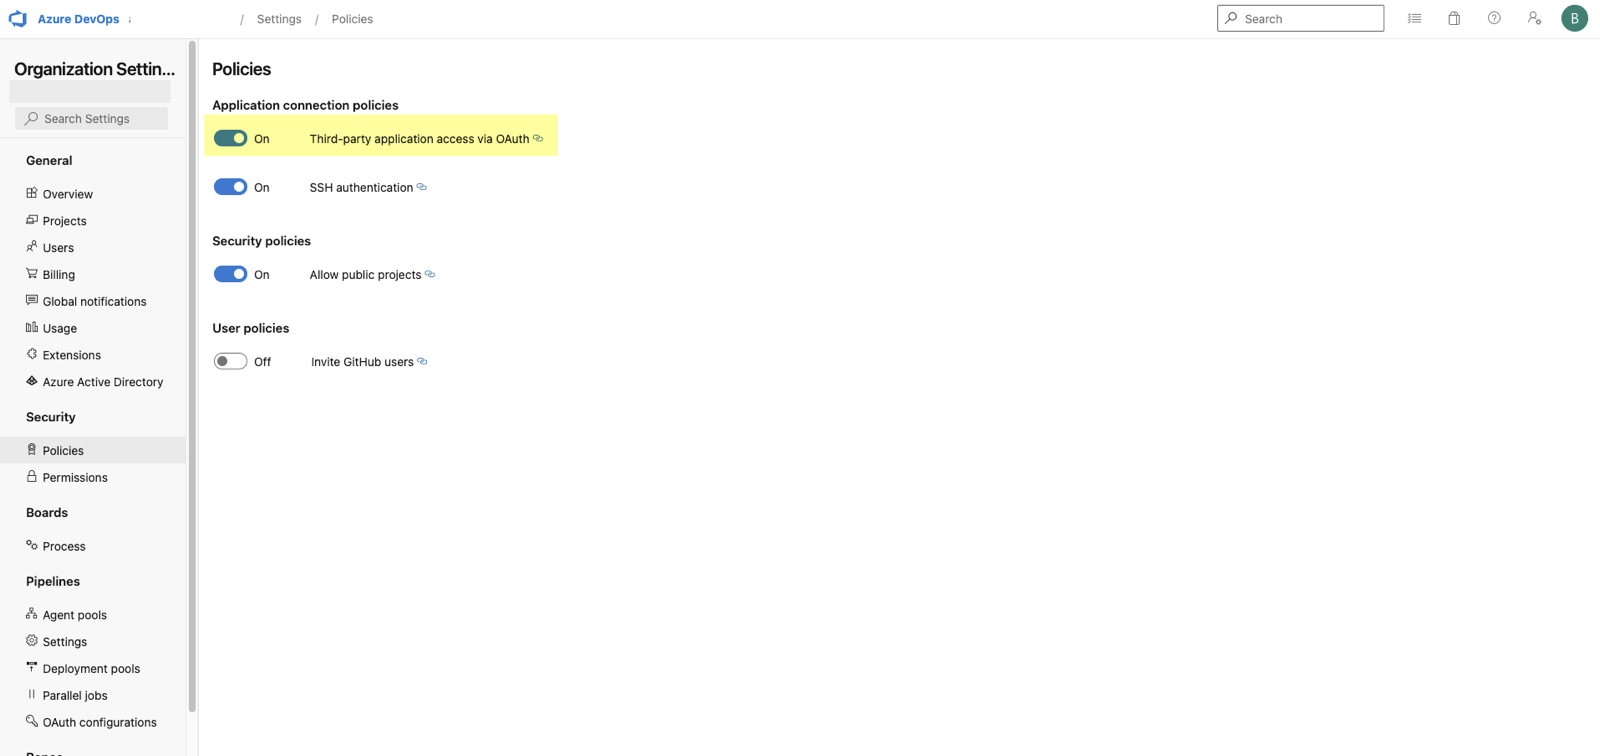 Azure DevOps / Settings / Policies
Search
B
Organization Settin...
Search Settings
General
Overview
Projects
Users
Billing
Global notifications
Usage
Extensions
Azure Active Directory
Security
Policies
Permissions
Boards
Process
Pipelines
Agent pools
Settings
Deployment pools
Parallel jobs
OAuth configurations
Policies
Application connection policies
On Third-party application access via OAuth
On SSH authentication
Security policies
On Allow public projects
User policies
Off Invite GitHub users